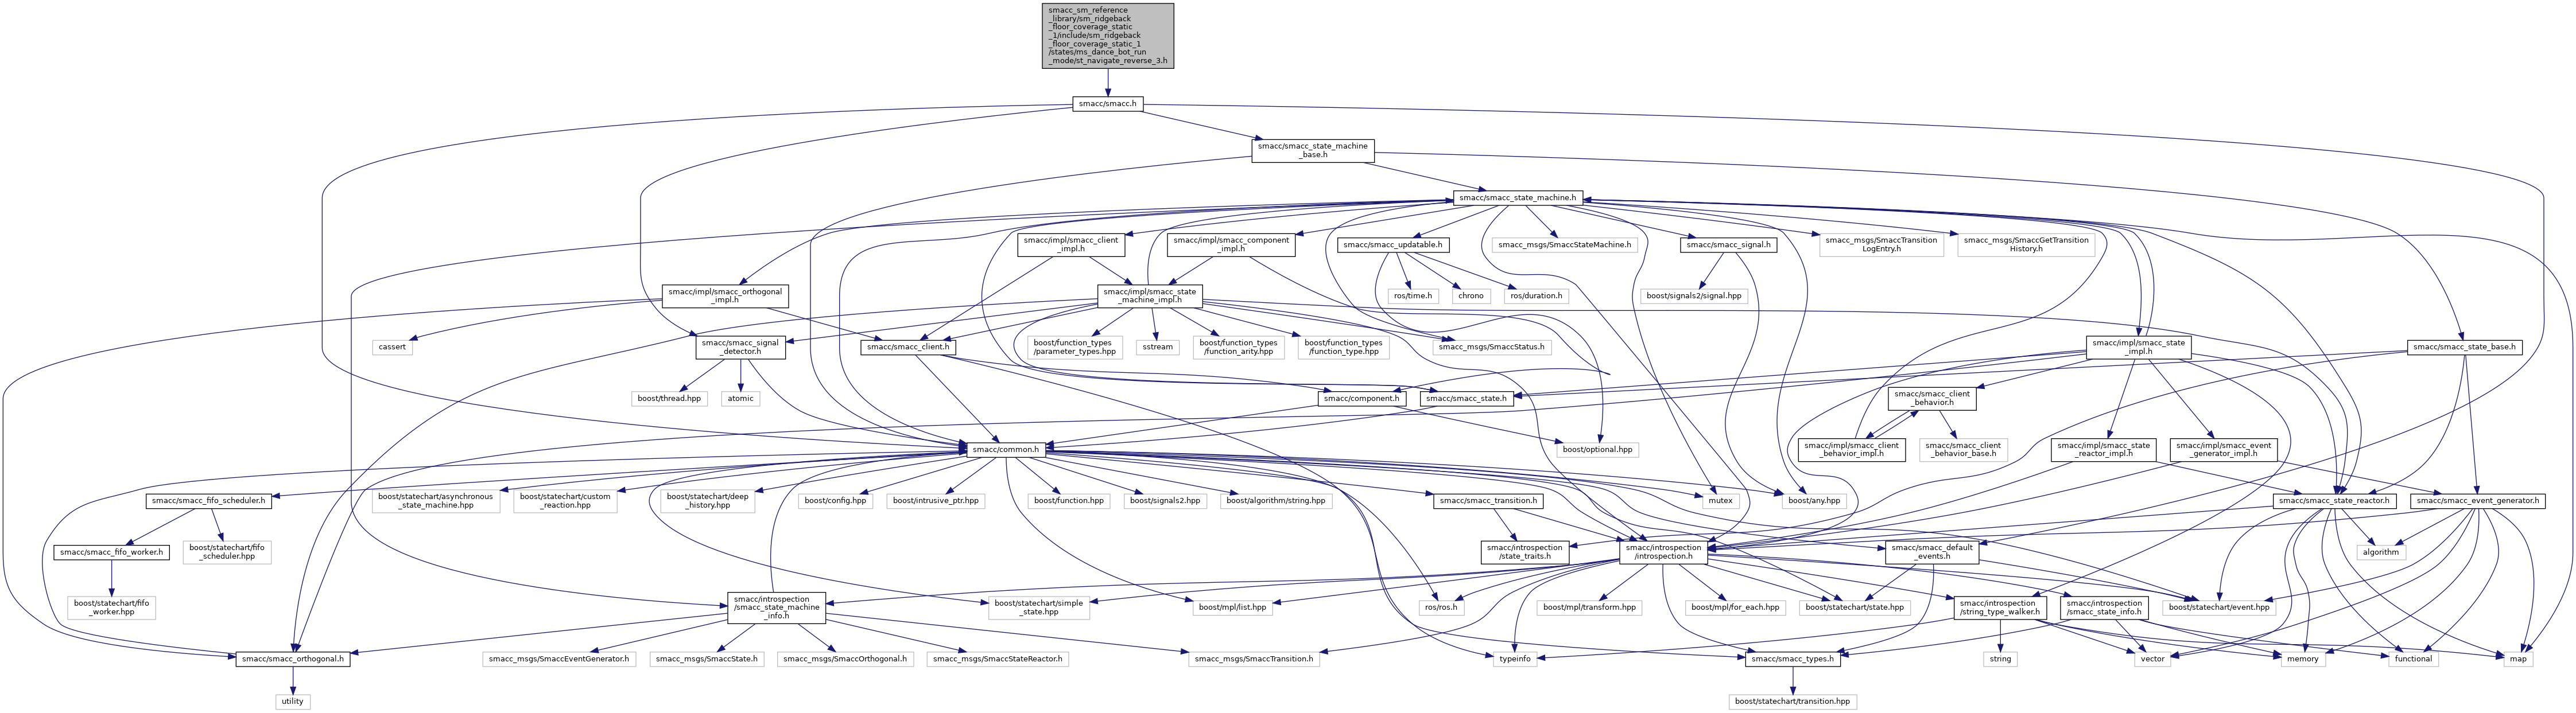 smacc_sm_reference
_library/sm_ridgeback
_floor_coverage_static
_1/include/sm_ridgeback
_floor_coverage_static_1
/states/ms_dance_bot_run
_mode/st_navigate_reverse_3.h
smacc/smacc.h
smacc/smacc_state_machine
_base.h
smacc/smacc_state_machine.h
smacc/impl/smacc_client
_impl.h
smacc/impl/smacc_component
_impl.h
smacc/smacc_updatable.h
smacc_msgs/SmaccStateMachine.h
smacc/smacc_signal.h
smacc_msgs/SmaccTransition
LogEntry.h
smacc_msgs/SmaccGetTransition
History.h
smacc/impl/smacc_orthogonal
_impl.h
smacc/impl/smacc_state
_machine_impl.h
ros/time.h
chrono
ros/duration.h
boost/signals2/signal.hpp
cassert
smacc/smacc_signal
_detector.h
smacc/smacc_client.h
boost/function_types
/parameter_types.hpp
sstream
boost/function_types
/function_arity.hpp
boost/function_types
/function_type.hpp
smacc_msgs/SmaccStatus.h
smacc/impl/smacc_state
_impl.h
smacc/smacc_state_base.h
boost/thread.hpp
atomic
smacc/component.h
smacc/smacc_state.h
smacc/smacc_client
_behavior.h
smacc/common.h
boost/optional.hpp
smacc/impl/smacc_client
_behavior_impl.h
smacc/smacc_client
_behavior_base.h
smacc/impl/smacc_state
_reactor_impl.h
smacc/impl/smacc_event
_generator_impl.h
smacc/smacc_fifo_scheduler.h
boost/statechart/asynchronous
_state_machine.hpp
boost/statechart/custom
_reaction.hpp
boost/statechart/deep
_history.hpp
boost/config.hpp
boost/intrusive_ptr.hpp
boost/function.hpp
boost/signals2.hpp
boost/algorithm/string.hpp
smacc/smacc_transition.h
mutex
boost/any.hpp
smacc/smacc_state_reactor.h
smacc/smacc_event_generator.h
smacc/smacc_fifo_worker.h
boost/statechart/fifo
_scheduler.hpp
smacc/introspection
/state_traits.h
smacc/introspection
/introspection.h
smacc/smacc_default
_events.h
algorithm
boost/statechart/fifo
_worker.hpp
smacc/introspection
/smacc_state_machine
_info.h
boost/statechart/simple
_state.hpp
boost/mpl/list.hpp
ros/ros.h
boost/mpl/transform.hpp
boost/mpl/for_each.hpp
boost/statechart/state.hpp
smacc/introspection
/string_type_walker.h
smacc/introspection
/smacc_state_info.h
boost/statechart/event.hpp
smacc/smacc_orthogonal.h
smacc_msgs/SmaccEventGenerator.h
smacc_msgs/SmaccState.h
smacc_msgs/SmaccOrthogonal.h
smacc_msgs/SmaccStateReactor.h
smacc_msgs/SmaccTransition.h
typeinfo
smacc/smacc_types.h
string
vector
memory
functional
map
utility
boost/statechart/transition.hpp